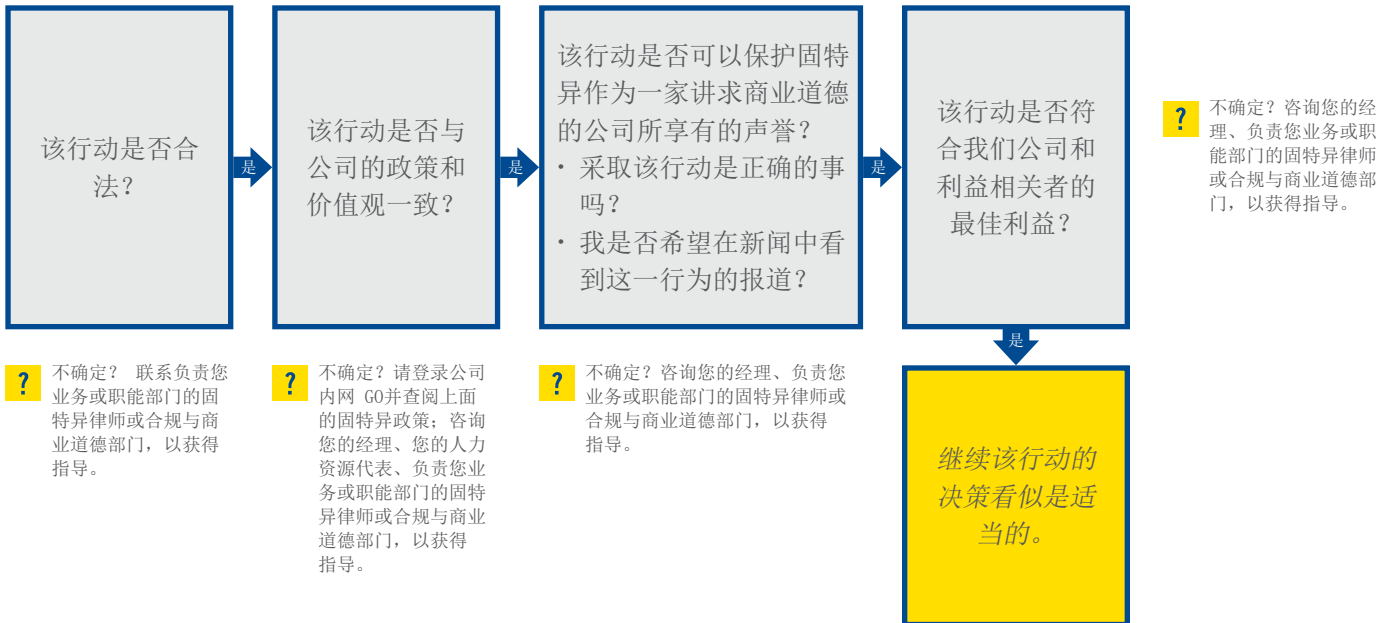 该行动是否合
法？
是
该行动是否与
公司的政策和
价值观一致？
是
该行动是否可以保护固特
异作为一家讲求商业道德
的公司所享有的声誉？
· 采取该行动是正确的事
吗？
· 我是否希望在新闻中看
到这一行为的报道？
是
该行动是否符
合我们公司和
利益相关者的
最佳利益？
? 不确定？咨询您的经
理、负责您业务或职
能部门的固特异律师
或合规与商业道德部
门，以获得指导。
是
? 不确定？ 联系负责您
业务或职能部门的固
特异律师或合规与商
业道德部门，以获得
指导。
? 不确定？请登录公司
内网 GO并查阅上面
的固特异政策；咨询
您的经理、您的人力
资源代表、负责您业
务或职能部门的固特
异律师或合规与商业
道德部门，以获得
指导。
? 不确定？咨询您的经理、负责您
业务或职能部门的固特异律师或
合规与商业道德部门，以获得
指导。
继续该行动的
决策看似是适
当的。